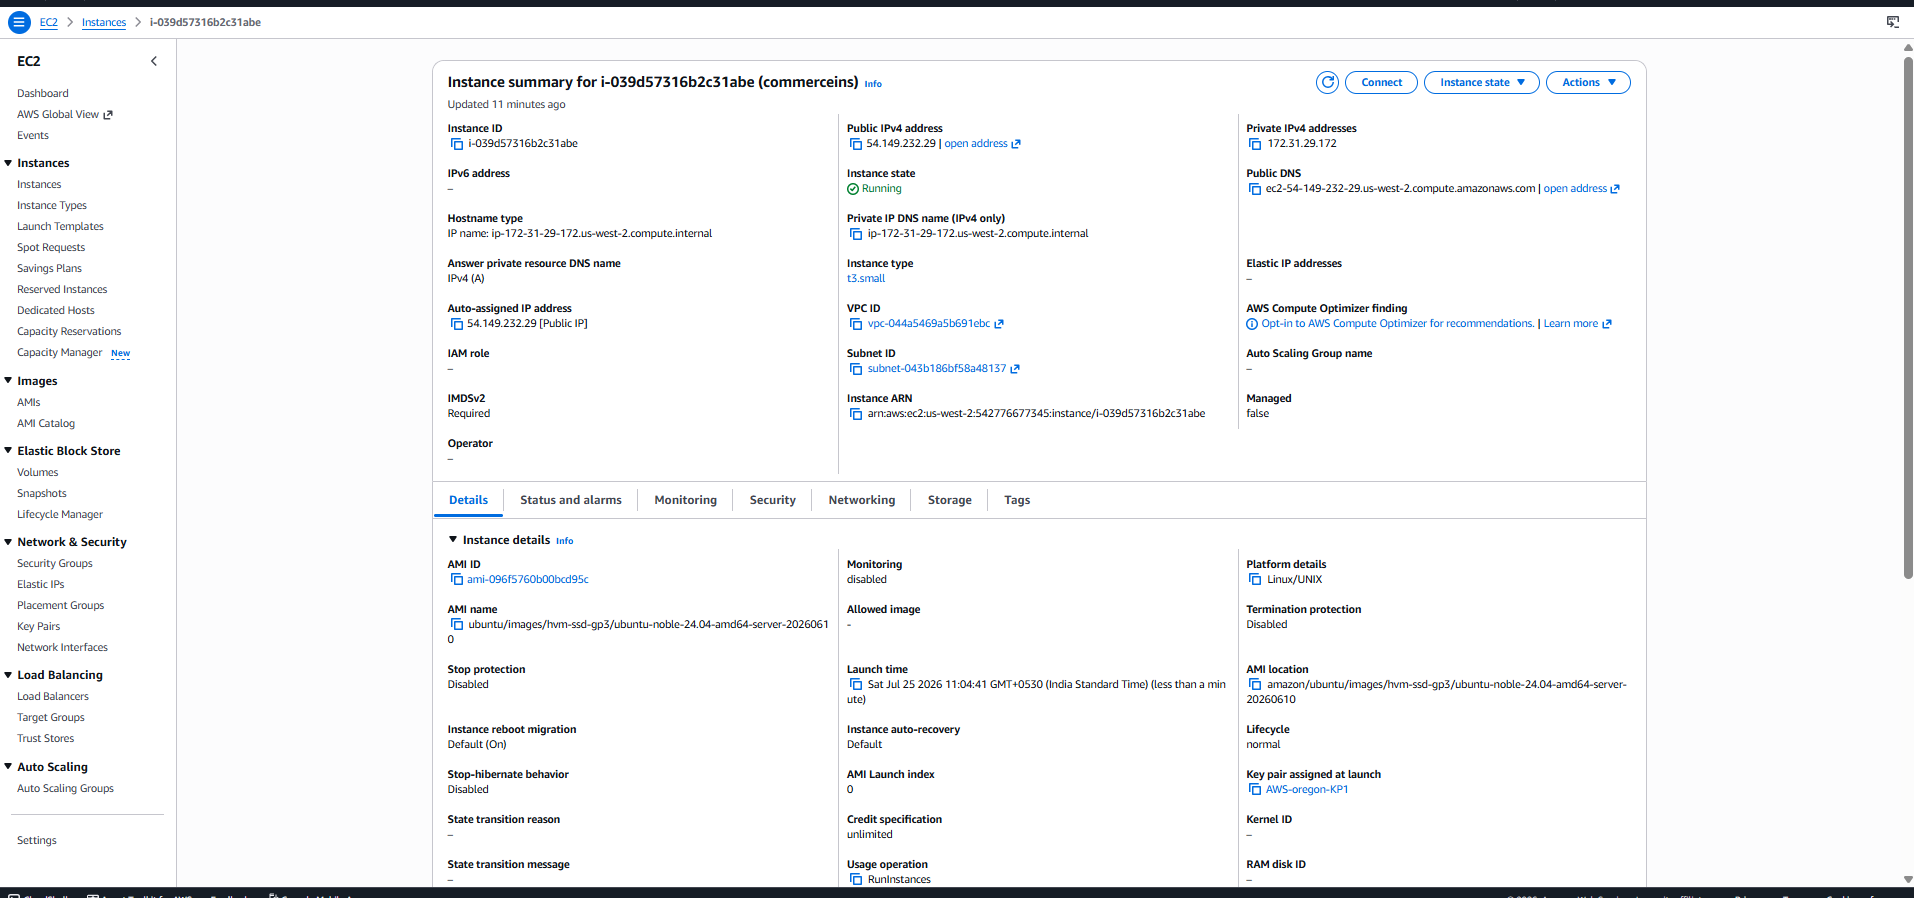 EC2 > Instances > i-039d57316b2c31abe
EC2
Dashboard
AWS Global View
Events
Instances
Instances
Instance Types
Launch Templates
Spot Requests
Savings Plans
Reserved Instances
Dedicated Hosts
Capacity Reservations
Capacity Manager New
Images
AMIs
AMI Catalog
Elastic Block Store
Volumes
Snapshots
Lifecycle Manager
Network & Security
Security Groups
Elastic IPs
Placement Groups
Key Pairs
Network Interfaces
Load Balancing
Load Balancers
Target Groups
Trust Stores
Auto Scaling
Auto Scaling Groups
Settings
Instance summary for i-039d57316b2c31abe (commerceins) Info
Connect
Instance state
Actions
Updated 11 minutes ago
Instance ID
i-039d57316b2c31abe
Public IPv4 address
54.149.232.29 | open address
Private IPv4 addresses
172.31.29.172
IPv6 address
–
Instance state
Running
Public DNS
ec2-54-149-232-29.us-west-2.compute.amazonaws.com | open address
Hostname type
IP name: ip-172-31-29-172.us-west-2.compute.internal
Private IP DNS name (IPv4 only)
ip-172-31-29-172.us-west-2.compute.internal
Answer private resource DNS name
IPv4 (A)
Instance type
t3.small
Elastic IP addresses
–
Auto-assigned IP address
54.149.232.29 [Public IP]
VPC ID
vpc-044a5469a5b691ebc
AWS Compute Optimizer finding
Opt-in to AWS Compute Optimizer for recommendations. | Learn more
IAM role
–
Subnet ID
subnet-043b186bf58a48137
Auto Scaling Group name
–
IMDSv2
Required
Instance ARN
arn:aws:ec2:us-west-2:542776677345:instance/i-039d57316b2c31abe
Managed
false
Operator
–
Details
Status and alarms
Monitoring
Security
Networking
Storage
Tags
Instance details Info
AMI ID
ami-096f5760b00bcd95c
Monitoring
disabled
Platform details
Linux/UNIX
AMI name
ubuntu/images/hvm-ssd-gp3/ubuntu-noble-24.04-amd64-server-2026061
0
Allowed image
-
Termination protection
Disabled
Stop protection
Disabled
Launch time
Sat Jul 25 2026 11:04:41 GMT+0530 (India Standard Time) (less than a min
ute)
AMI location
amazon/ubuntu/images/hvm-ssd-gp3/ubuntu-noble-24.04-amd64-server-
20260610
Instance reboot migration
Default (On)
Instance auto-recovery
Default
Lifecycle
normal
Stop-hibernate behavior
Disabled
AMI Launch index
0
Key pair assigned at launch
AWS-oregon-KP1
State transition reason
–
Credit specification
unlimited
Kernel ID
–
State transition message
–
Usage operation
RunInstances
RAM disk ID
–